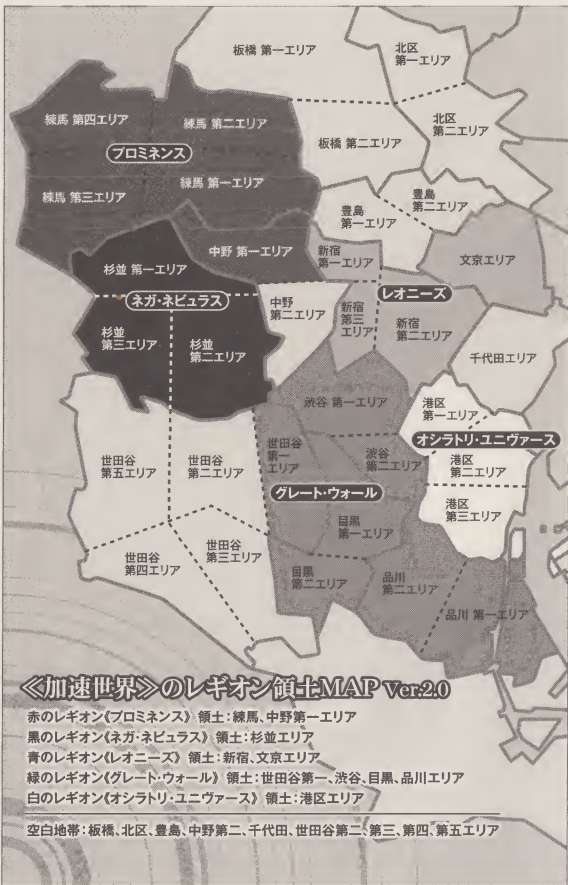 板橋 第一エリア
北区
第一エリア
北区
第二エリア
練馬 第四エリア
練馬 第二エリア
板橋 第二エリア
プロミネンス
練馬 第三エリア
練馬 第一エリア
豊島
第一エリア
豊島
第二エリア
中野 第一エリア
新宿
第一エリア
文京エリア
杉並 第一エリア
ネガ・ネビュラス
中野
第二エリア
レオニーズ
新宿
第三
エリア
新宿
第二エリア
杉並
第三エリア
杉並
第二エリア
千代田エリア
渋谷 第一エリア
港区
第一エリア
オシラトリ・ユニヴァース
世田谷
第五エリア
世田谷
第二エリア
世田谷
第一
エリア
渋谷
第二エリア
港区
第二エリア
グレート・ウォール
港区
第三エリア
目黒
第一エリア
世田谷
第四エリア
世田谷
第三エリア
目黒
第二エリア
品川
第二エリア
品川 第一エリア
≪加速世界≫のレギオン領土MAP Ver.2.0
赤のレギオン《プロミネンス》 領土:練馬、中野第一エリア
黒のレギオン《ネガ・ネビュラス》 領土:杉並エリア
青のレギオン《レオニーズ》 領土:新宿、文京エリア
緑のレギオン《グレート・ウォール》 領土:世田谷第一、渋谷、目黒、品川エリア
白のレギオン《オシラトリ・ユニヴァース》 領土:港区エリア
空白地帯:板橋、北区、豊島、中野第二、千代田、世田谷第二、第三、第四、第五エリア